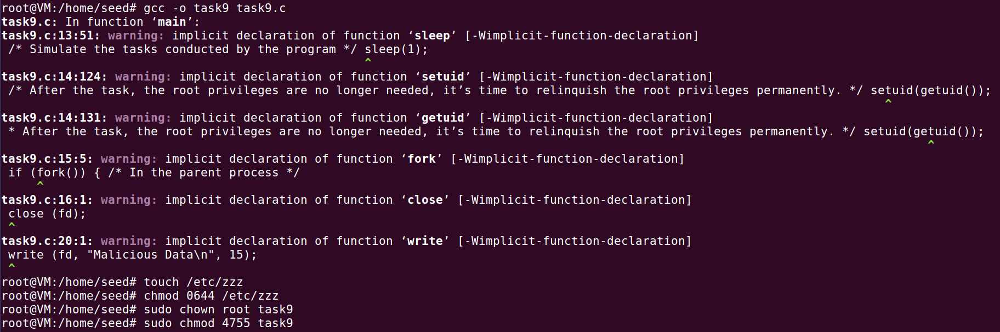 root@VM:/home/seed# gcc -o task9 task9.c
task9.c: In function ‘main’:
task9.c:13:51: warning: implicit declaration of function ‘sleep’ [-Wimplicit-function-declaration]
 /* Simulate the tasks conducted by the program */ sleep(1);
                                                   ^
task9.c:14:124: warning: implicit declaration of function ‘setuid’ [-Wimplicit-function-declaration]
 /* After the task, the root privileges are no longer needed, it’s time to relinquish the root privileges permanently. */ setuid(getuid());
                                                                                                                            ^
task9.c:14:131: warning: implicit declaration of function ‘getuid’ [-Wimplicit-function-declaration]
 * After the task, the root privileges are no longer needed, it’s time to relinquish the root privileges permanently. */ setuid(getuid());
                                                                                                                                  ^
task9.c:15:5: warning: implicit declaration of function ‘fork’ [-Wimplicit-function-declaration]
 if (fork()) { /* In the parent process */
     ^
task9.c:16:1: warning: implicit declaration of function ‘close’ [-Wimplicit-function-declaration]
 close (fd);
 ^
task9.c:20:1: warning: implicit declaration of function ‘write’ [-Wimplicit-function-declaration]
 write (fd, "Malicious Data\n", 15);
 ^
root@VM:/home/seed# touch /etc/zzz
root@VM:/home/seed# chmod 0644 /etc/zzz
root@VM:/home/seed# sudo chown root task9
root@VM:/home/seed# sudo chmod 4755 task9